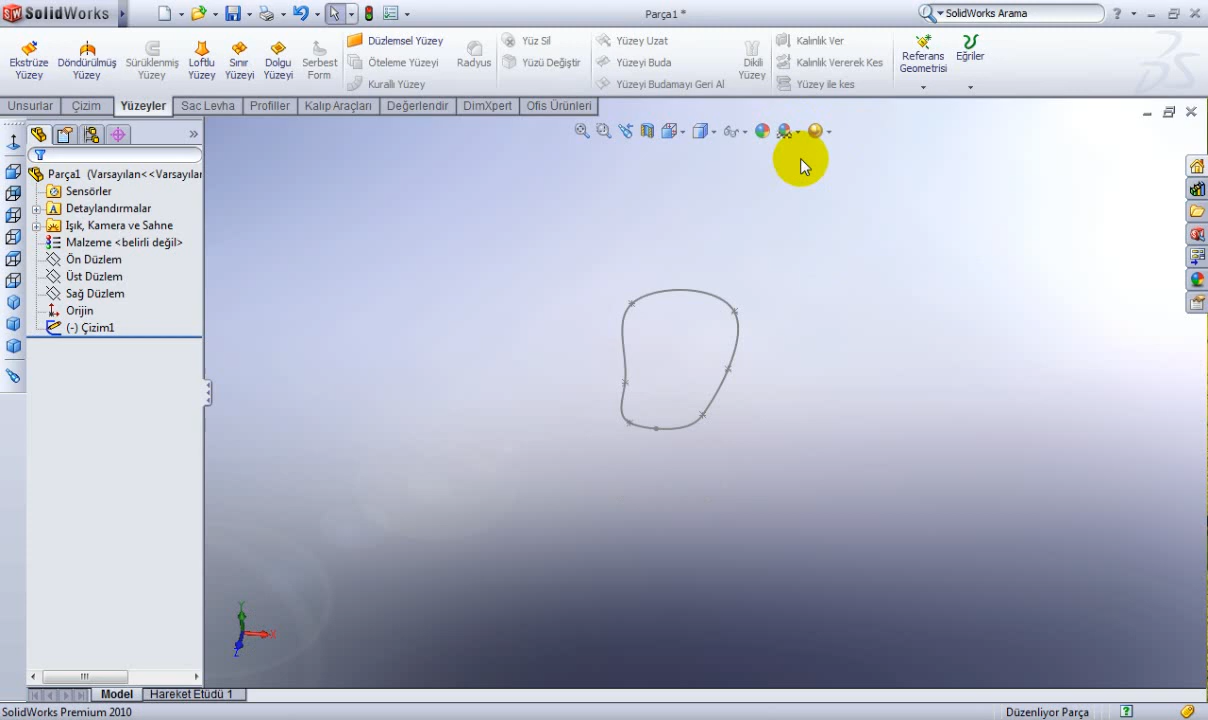 SolidWorks
Parça1 *
SolidWorks Arama
Ekstrüze Yüzey
Döndürülmüş Yüzey
Sürüklenmiş Yüzey
Loftlu Yüzey
Sınır Yüzeyi
Dolgu Yüzeyi
Serbest Form
Düzlemsel Yüzey
Öteleme Yüzeyi
Kurallı Yüzey
Radyus
Yüz Sil
Yüzü Değiştir
Yüzey Uzat
Yüzeyi Buda
Yüzeyi Budamayı Geri Al
Dikili Yüzey
Kalınlık Ver
Kalınlık Vererek Kes
Yüzey ile kes
Referans Geometrisi
Eğriler
Unsurlar
Çizim
Yüzeyler
Sac Levha
Profiller
Kalıp Araçları
Değerlendir
DimXpert
Ofis Ürünleri
Parça1 (Varsayılan<<Varsayılar
Sensörler
Detaylandırmalar
Işık, Kamera ve Sahne
Malzeme <belirli değil>
Ön Düzlem
Üst Düzlem
Sağ Düzlem
Orijin
(-) Çizim1
Y
X
Z
Model
Hareket Etüdü 1
SolidWorks Premium 2010
Düzenliyor Parça